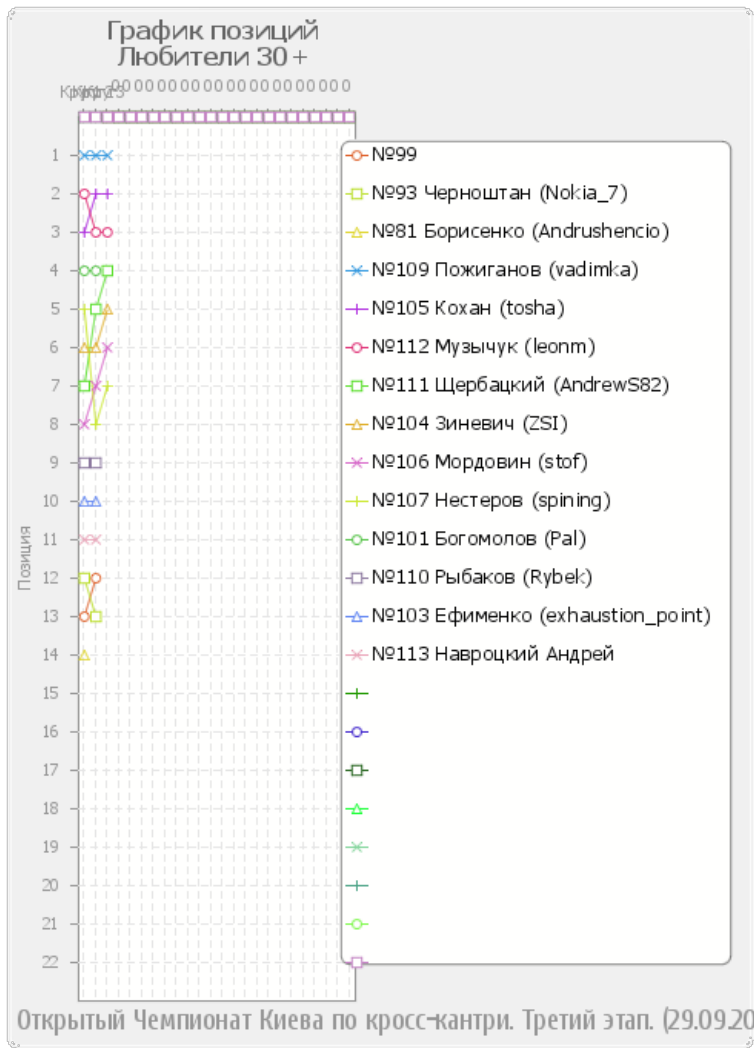 График позиций
Любители 30 +
000000000000000000000
1
2
3
4
5
6
7
8
9
10
11
12
13
14
15
16
17
18
19
20
21
22
Позиция
№99
№93 Черноштан (Nokia_7)
№81 Борисенко (Andrushencio)
№109 Пожиганов (vadimka)
№105 Кохан (tosha)
№112 Музычук (leonm)
№111 Щербацкий (AndrewS82)
№104 Зиневич (ZSI)
№106 Мордовин (stof)
№107 Нестеров (spining)
№101 Богомолов (Pal)
№110 Рыбаков (Rybek)
№103 Ефименко (exhaustion_point)
№113 Навроцкий Андрей
Открытый Чемпионат Киева по кросс-кантри. Третий этап. (29.09.20